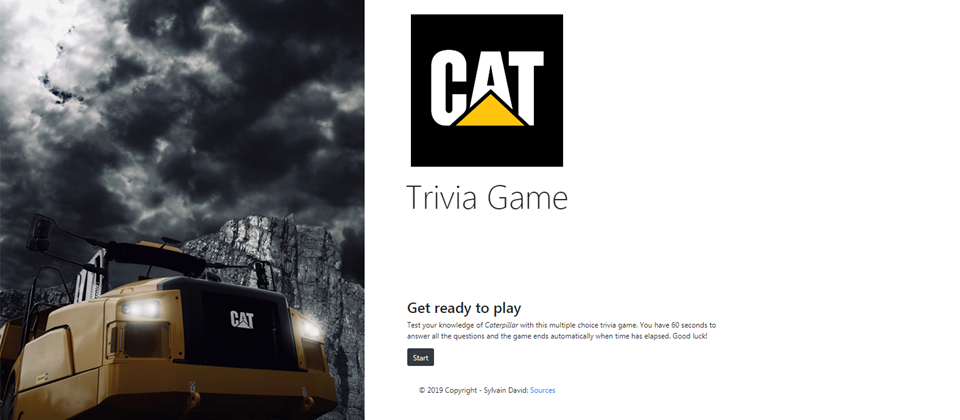 CAT
Trivia Game
CAT
Get ready to play
Test your knowledge of Caterpillar with this multiple choice trivia game. You have 60 seconds to
answer all the questions and the game ends automatically when time has elapsed. Good luck!
Start
© 2019 Copyright - Sylvain David: Sources